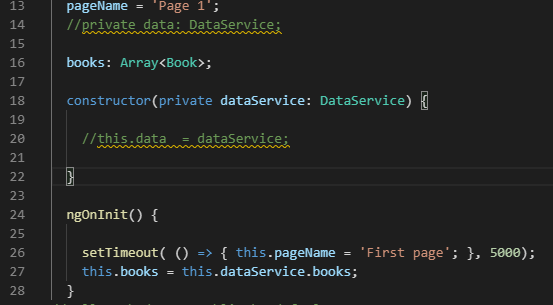 13 pageName = 'Page 1';
14 //private data: DataService;
15
16 books: Array<Book>;
17
18 constructor(private dataService: DataService) {
19
20 //this.data  = dataService;
21
22 }
23
24 ngOnInit() {
25
26 setTimeout( () => { this.pageName = 'First page'; }, 5000);
27 this.books = this.dataService.books;
28 }